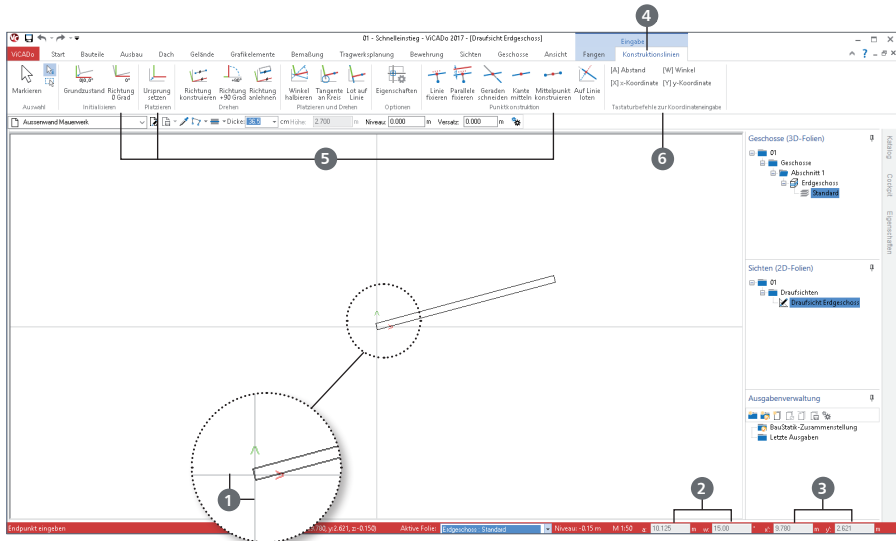 4
01 - Schnelleinstieg - ViCADo 2017 - [Draufsicht Erdgeschoss]
Eingabe
ViCADo Start Bauteile Ausbau Dach Gelände Grafikelemente Bemaßung Tragwerksplanung Bewehrung Sichten Geschosse Ansicht Fangen Konstruktionslinien
Markieren
Grundzustand
Richtung 0 Grad
Ursprung setzen
Richtung konstruieren
Richtung +90 Grad
Richtung anlehnen
Winkel halbieren
Tangente an Kreis
Lot auf Linie
Eigenschaften
Linie fixieren
Parallele fixieren
Geraden schneiden
Kante mitteln
Mittelpunkt konstruieren
Auf Linie loten
[A] Abstand [W] Winkel
[X] x-Koordinate [Y] y-Koordinate
Auswahl Initialisieren Platzieren Drehen Platzieren und Drehen Optionen Punktkonstruktion Tastaturbefehle zur Koordinateneingabe
Aussenwand Mauerwerk Dicke: 36.5 cm Höhe: 2.700 m Niveau: 0.000 m Versatz: 0.000 m
5
6
Geschosse (3D-Folien)
01
Geschosse
Abschnitt 1
Erdgeschoss
Standard
Katalog
Cockpit
Eigenschaften
Sichten (2D-Folien)
01
Draufsichten
Draufsicht Erdgeschoss
Ausgabenverwaltung
BauStatik-Zusammenstellung
Letzte Ausgaben
1
2
3
Endpunkt eingeben .780, y:2.621, z:-0.150) Aktive Folie: Erdgeschoss : Standard Niveau: -0.15 m M 1:50 a: 10.125 m w: 15.00 ° x': 9.780 m y': 2.621 m